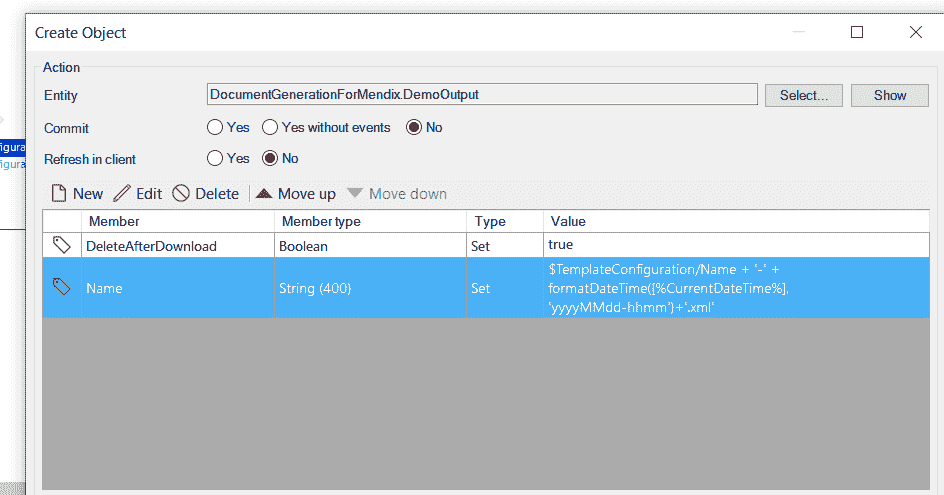 Create Object
Action
Entity DocumentGenerationForMendix.DemoOutput Select... Show
Commit Yes Yes without events No
Refresh in client Yes No
New Edit Delete Move up Move down
Member Member type Type Value
DeleteAfterDownload Boolean Set true
Name String (400) Set $TemplateConfiguration/Name + '-' +
formatDateTime([%CurrentDateTime%],
'yyyyMMdd-hhmm')+'.xml'
figura
figura